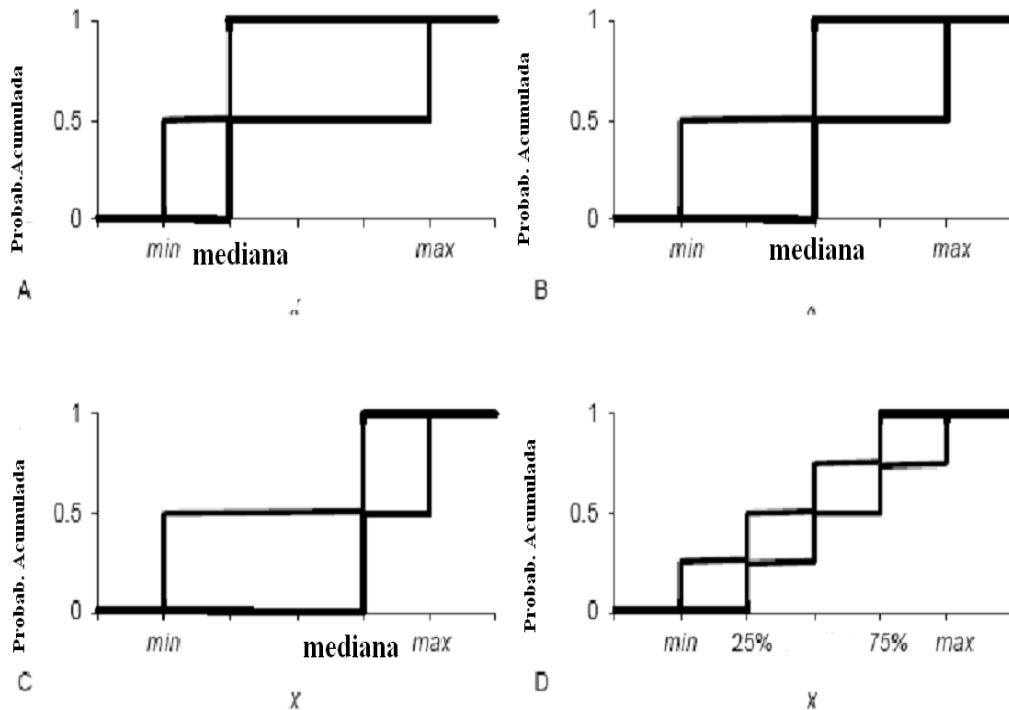 Probab.Acumulada
1
0.5
0
min mediana max
A
Probab. Acumulada
1
0.5
0
min mediana max
B
Probab. Acumulada
1
0.5
0
min mediana max
C
x
Probab. Acumulada
1
0.5
0
min 25% 75% max
D
x